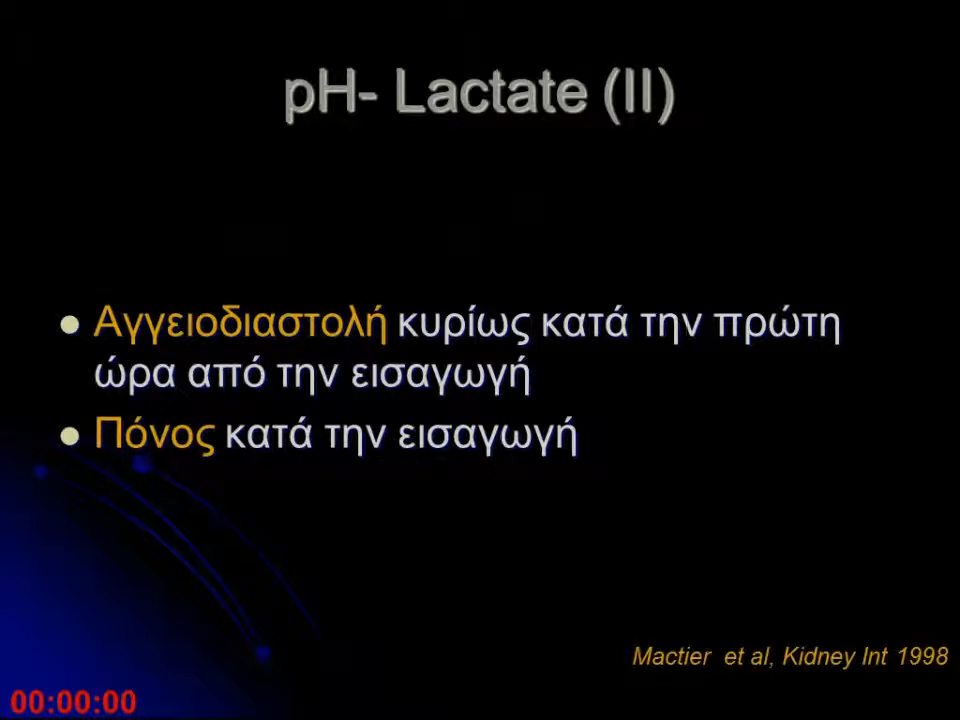 pH- Lactate (II)
Αγγειοδιαστολή κυρίως κατά την πρώτη
ώρα από την εισαγωγή
Πόνος κατά την εισαγωγή
Mactier et al, Kidney Int 1998
00:00:00